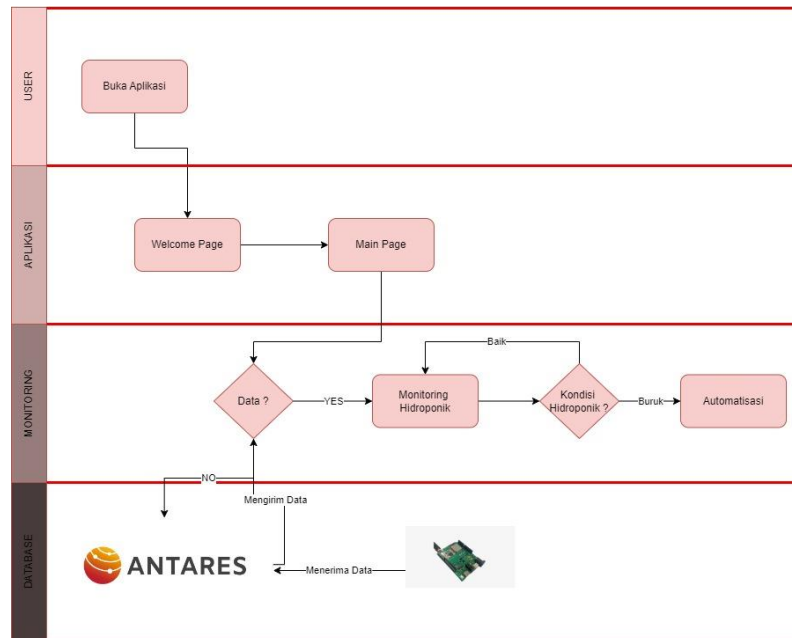 USER
Buka Aplikasi
APLIKASI
Welcome Page
Main Page
MONITORING
Baik
Data ?
YES
Monitoring
Hidroponik
Kondisi
Hidroponik ?
Buruk
Automatisasi
NO
DATABASE
Mengirim Data
ANTARES
Menerima Data